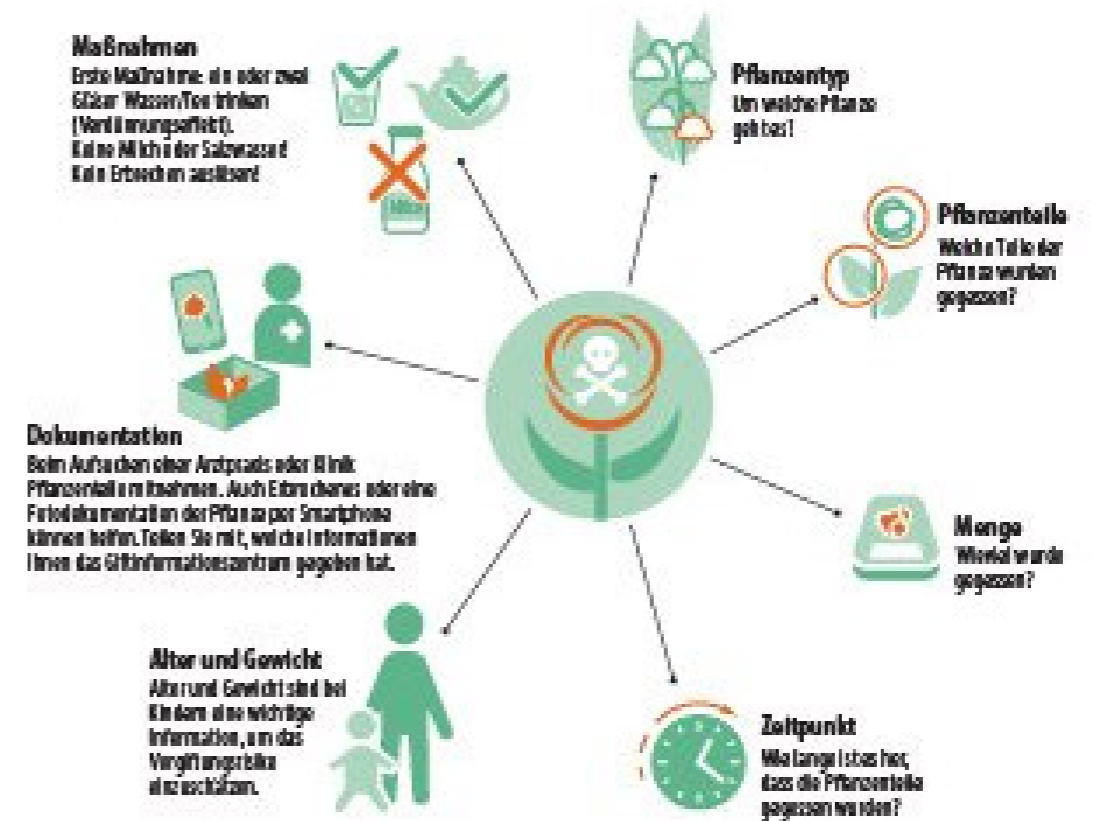 Maßnahmen
Erste Maßnahme: ein oder zwei
Gläser Wasser/Tee trinken
(Verdünnungseffekt).
Keine Milch oder Salzwasser!
Kein Erbrechen auslösen!
Pflanzentyp
Um welche Pflanze
geht es?
Pflanzenteile
Welche Teile der
Pflanze wurden
gegessen?
Menge
Wieviel wurde
gegessen?
Zeitpunkt
Wie lange ist es her,
dass die Pflanzenteile
gegessen wurden?
Alter und Gewicht
Alter und Gewicht sind bei
Kindern eine wichtige
Information, um das
Vergiftungsrisiko
einzuschätzen.
Dokumentation
Beim Aufsuchen einer Arztpraxis oder Klinik
Pflanzenteile mitnehmen. Auch Erbrochenes oder eine
Fotodokumentation der Pflanze per Smartphone
können helfen. Teilen Sie mit, welche Informationen
Ihnen das Giftinformationszentrum gegeben hat.